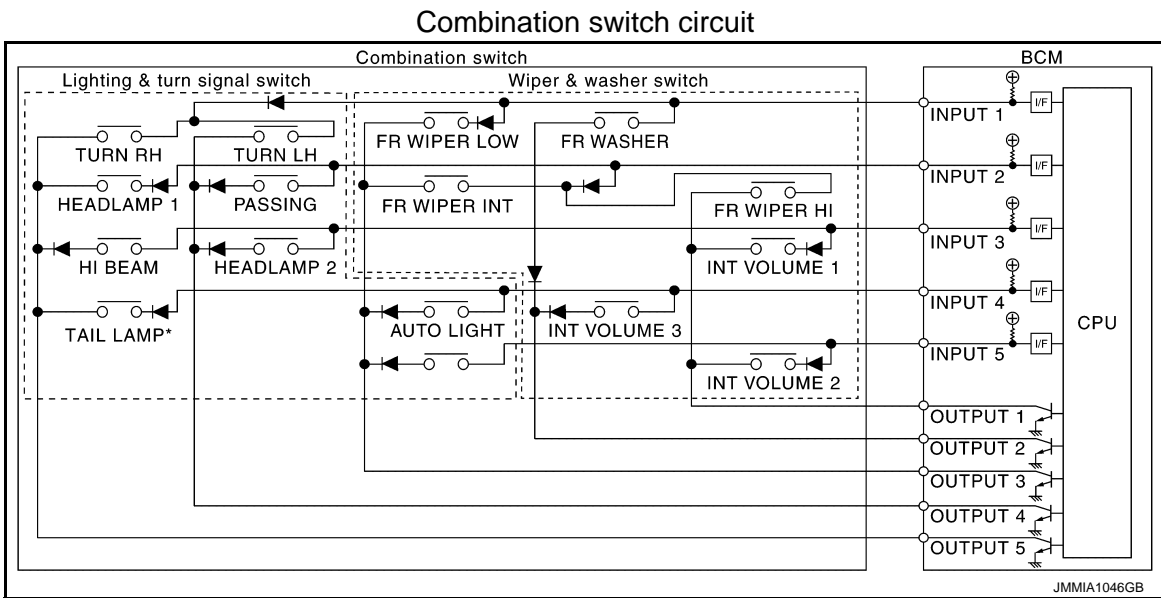 Combination switch circuit
Combination switch
BCM
Lighting & turn signal switch
Wiper & washer switch
INPUT 1
I/F
TURN RH
TURN LH
FR WIPER LOW
FR WASHER
INPUT 2
I/F
HEADLAMP 1
PASSING
FR WIPER INT
FR WIPER HI
INPUT 3
I/F
HI BEAM
HEADLAMP 2
INT VOLUME 1
INPUT 4
I/F
TAIL LAMP*
AUTO LIGHT
INT VOLUME 3
CPU
INPUT 5
I/F
INT VOLUME 2
OUTPUT 1
OUTPUT 2
OUTPUT 3
OUTPUT 4
OUTPUT 5
JMMIA1046GB